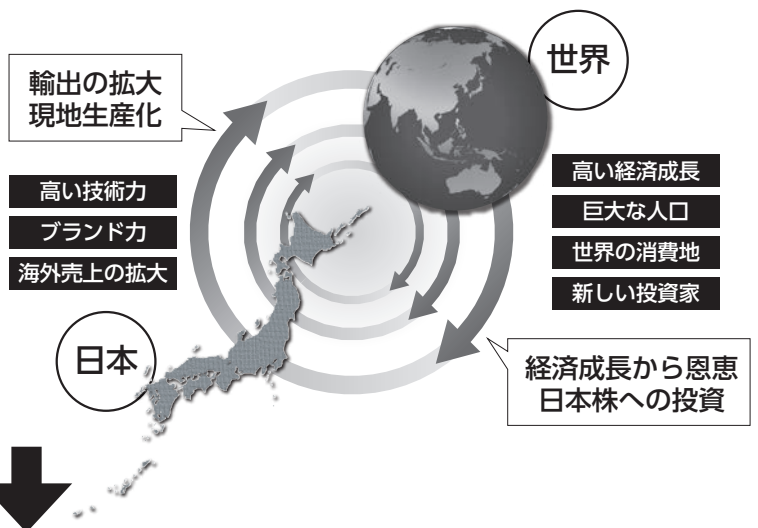 世界
輸出の拡大
現地生産化
高い技術力
ブランド力
海外売上の拡大
高い経済成長
巨大な人口
世界の消費地
新しい投資家
日本
経済成長から恩恵
日本株への投資